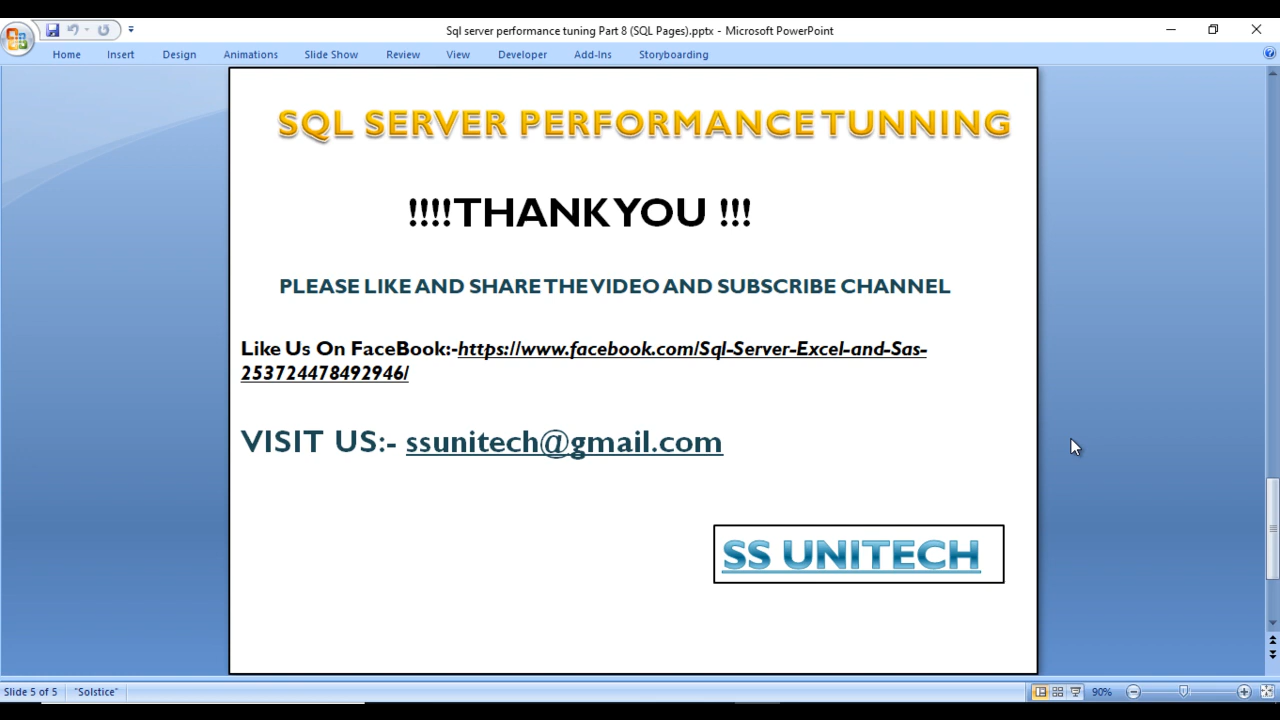 Sql server performance tuning Part 8 (SQL Pages).pptx - Microsoft PowerPoint
Home Insert Design Animations Slide Show Review View Developer Add-Ins Storyboarding
SQL SERVER PERFORMANCE TUNNING
!!!!THANK YOU !!!
PLEASE LIKE AND SHARE THE VIDEO AND SUBSCRIBE CHANNEL
Like Us On FaceBook:-https://www.facebook.com/Sql-Server-Excel-and-Sas-
253724478492946/
VISIT US:- ssunitech@gmail.com
SS UNITECH
Slide 5 of 5 "Solstice" 90%